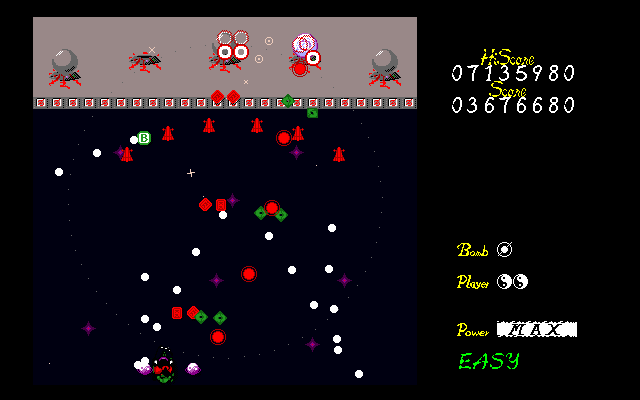 HiScore
07135980
Score
03676680
B
Bomb
Player
Power MAX
EASY